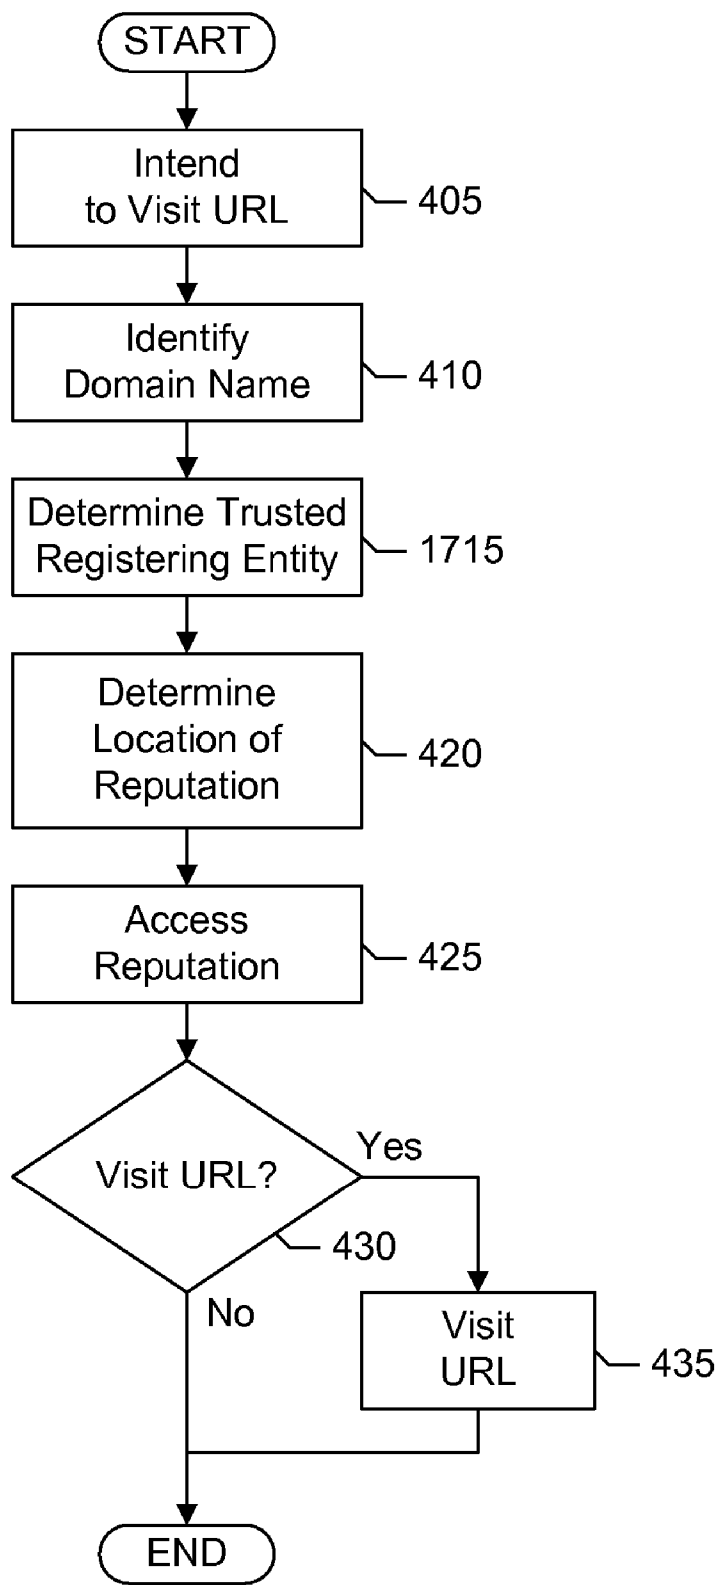 START
Intend
to Visit URL
405
Identify
Domain Name
410
Determine Trusted
Registering Entity
1715
Determine
Location of
Reputation
420
Access
Reputation
425
Visit URL?
Yes
430
No
Visit
URL
435
END